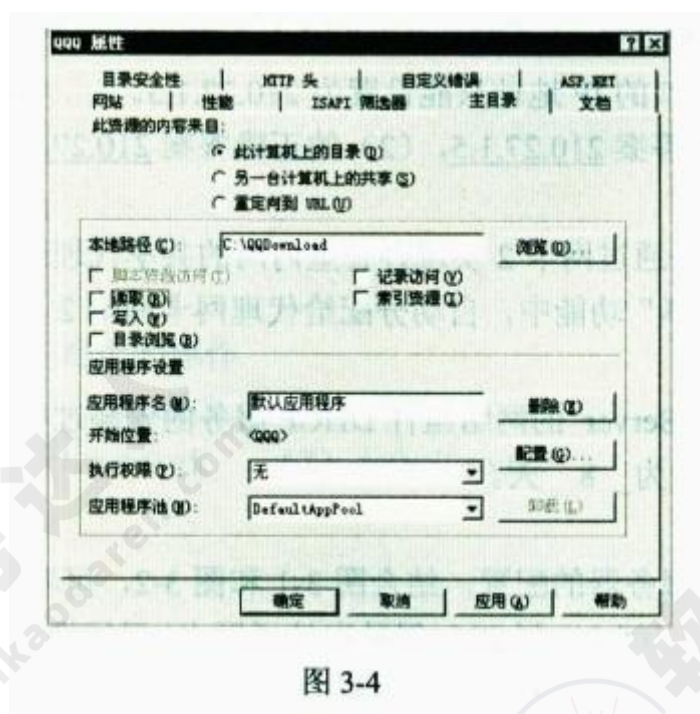 QQQ 属性
目录安全性 HTTP 头 自定义错误 ASP.NET
网站 性能 ISAPI 筛选器 主目录 文档
此资源的内容来自:
此计算机上的目录(D)
另一台计算机上的共享(S)
重定向到 URL(U)
本地路径(C): C:\QQDownload 浏览(O)...
脚本资源访问(T) 记录访问(V)
读取(R) 索引资源(I)
写入(W)
目录浏览(B)
应用程序设置
应用程序名(M): 默认应用程序 删除(E)
开始位置: <QQQ>
配置(G)...
执行权限(P): 无
应用程序池(N): DefaultAppPool 卸载(L)
确定 取消 应用(A) 帮助
图 3-4